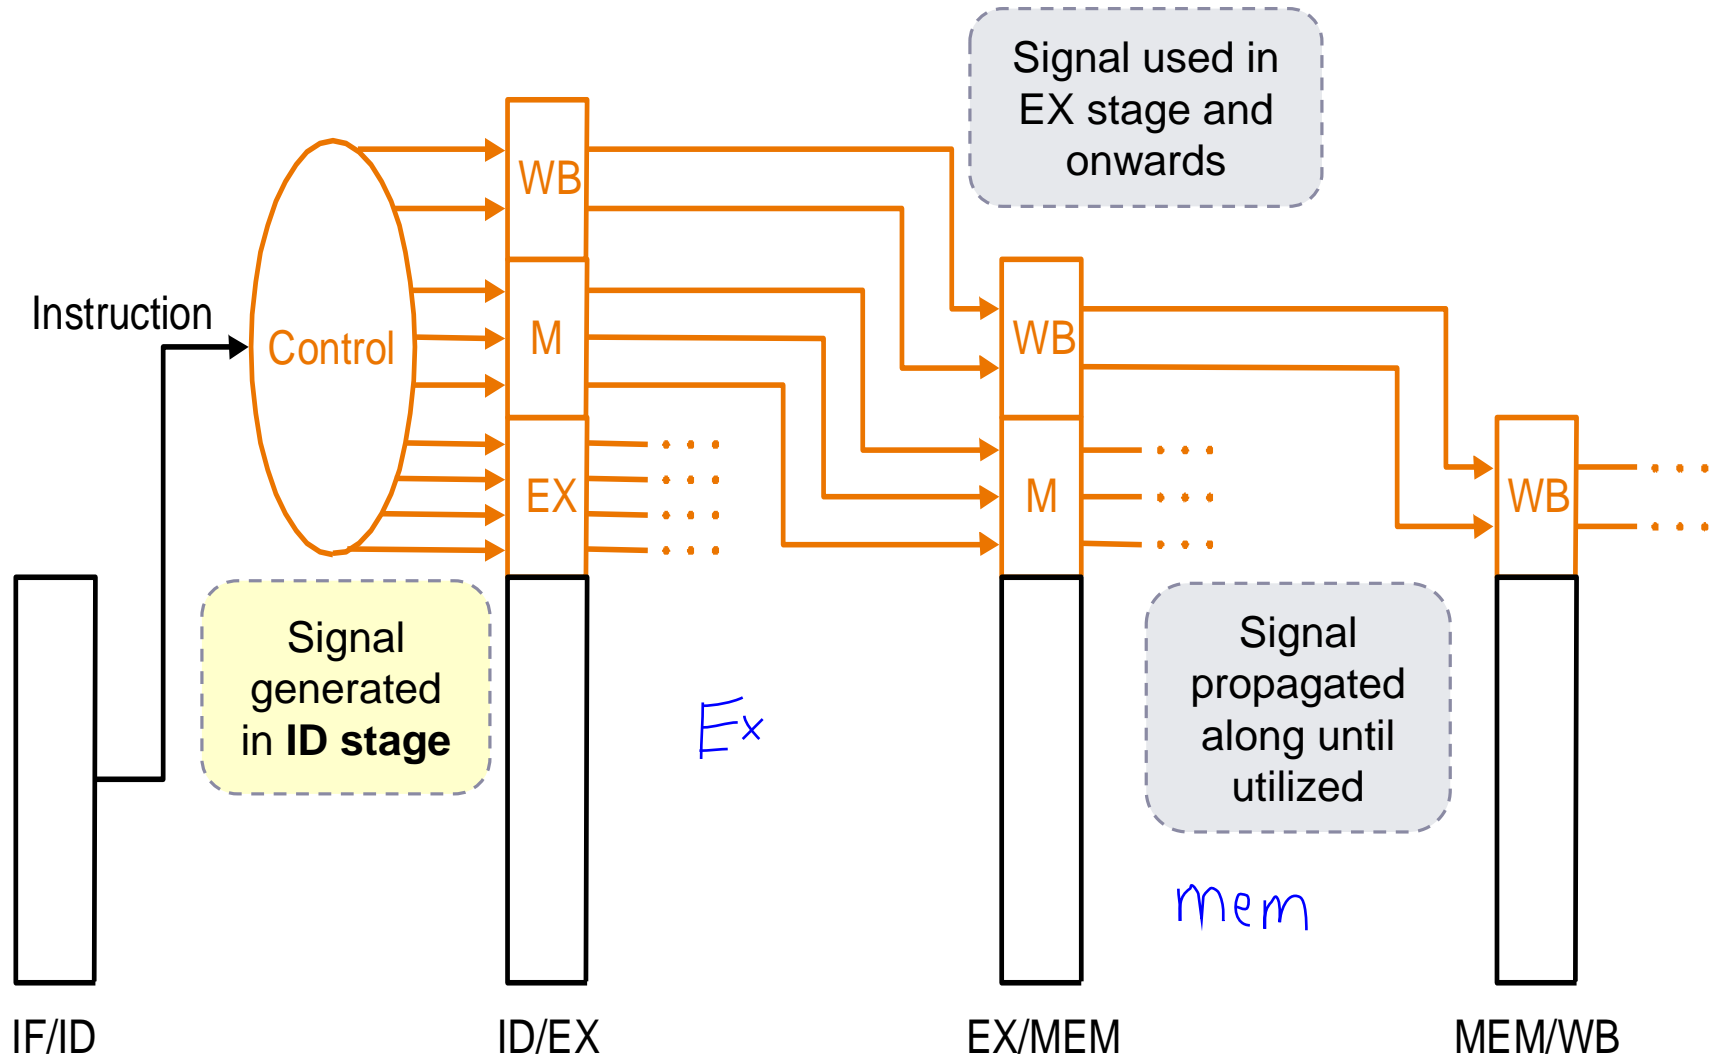 Signal used in
EX stage and
onwards
WB
Instruction
Control
M
WB
EX
M
WB
Signal
generated
in ID stage
Signal
propagated
along until
utilized
Ex
mem
IF/ID
ID/EX
EX/MEM
MEM/WB